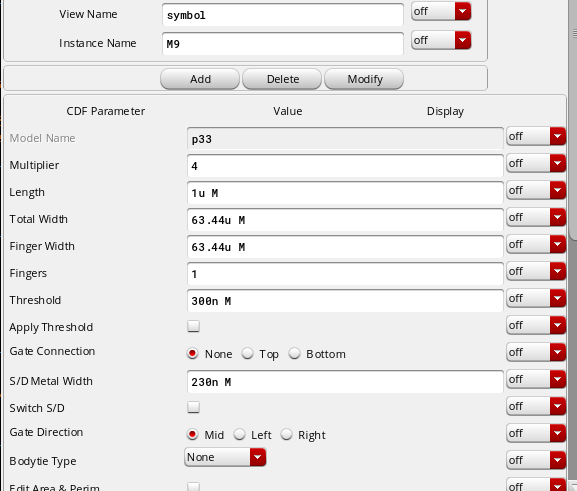 View Name symbol off
Instance Name M9 off
Add Delete Modify
CDF Parameter Value Display
Model Name p33 off
Multiplier 4 off
Length 1u M off
Total Width 63.44u M off
Finger Width 63.44u M off
Fingers 1 off
Threshold 300n M off
Apply Threshold off
Gate Connection None Top Bottom off
S/D Metal Width 230n M off
Switch S/D off
Gate Direction Mid Left Right off
Bodytie Type None off
Edit Area & Perim off